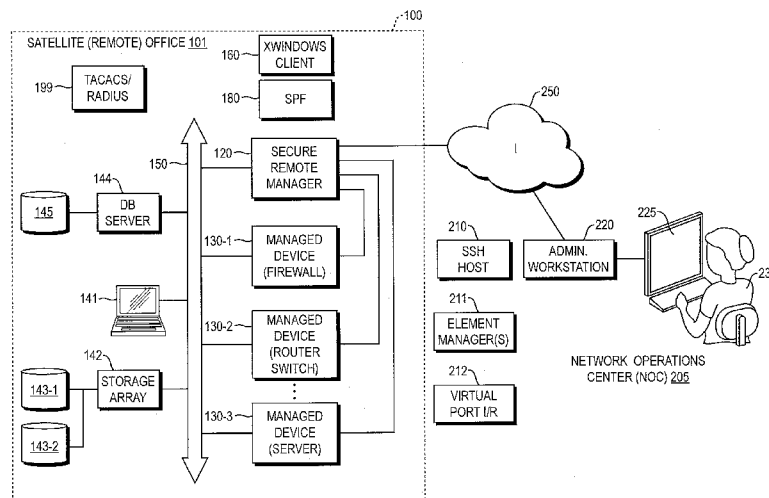 100
SATELLITE (REMOTE) OFFICE 101
199
TACACS/
RADIUS
160
XWINDOWS
CLIENT
180
SPF
150
120
SECURE
REMOTE
MANAGER
250
144
DB
SERVER
145
130-1
MANAGED
DEVICE
(FIREWALL)
210
SSH
HOST
220
ADMIN.
WORKSTATION
225
141
130-2
MANAGED
DEVICE
(ROUTER
SWITCH)
211
ELEMENT
MANAGER(S)
NETWORK OPERATIONS
CENTER (NOC) 205
142
STORAGE
ARRAY
143-1
143-2
130-3
MANAGED
DEVICE
(SERVER)
212
VIRTUAL
PORT I/R